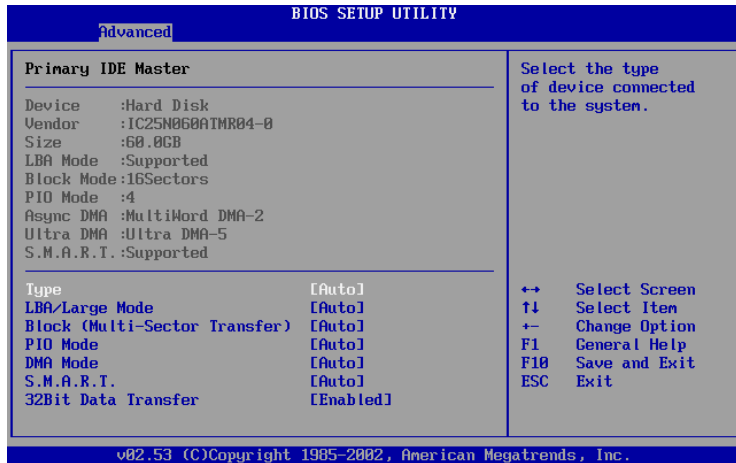 BIOS SETUP UTILITY
Advanced
Primary IDE Master
Device :Hard Disk
Vendor :IC25N060ATMR04-0
Size :60.0GB
LBA Mode :Supported
Block Mode:16Sectors
PIO Mode :4
Async DMA :MultiWord DMA-2
Ultra DMA :Ultra DMA-5
S.M.A.R.T.:Supported
Type [Auto]
LBA/Large Mode [Auto]
Block (Multi-Sector Transfer) [Auto]
PIO Mode [Auto]
DMA Mode [Auto]
S.M.A.R.T. [Auto]
32Bit Data Transfer [Enabled]
Select the type
of device connected
to the system.
↔ Select Screen
↑↓ Select Item
+- Change Option
F1 General Help
F10 Save and Exit
ESC Exit
v02.53 (C)Copyright 1985-2002, American Megatrends, Inc.